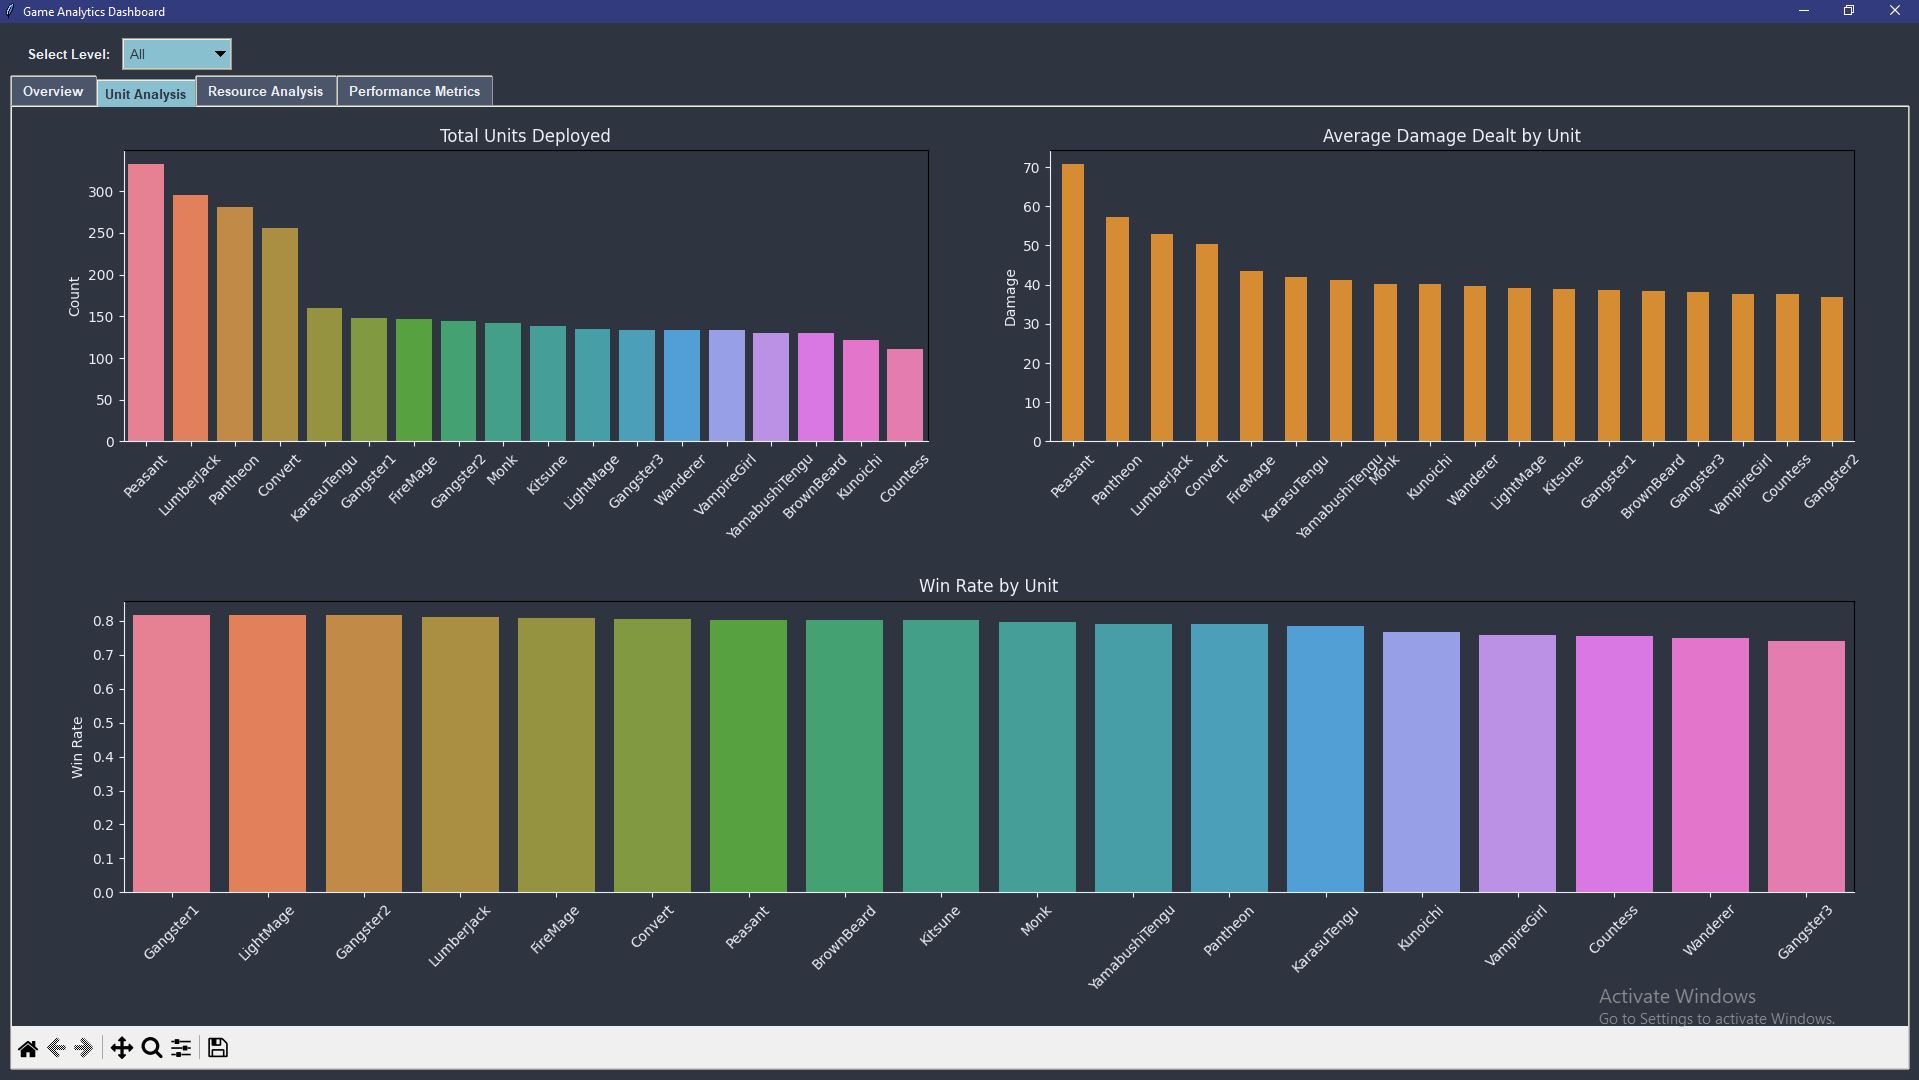 Game Analytics Dashboard
Select Level: All
Overview Unit Analysis Resource Analysis Performance Metrics
Total Units Deployed
Count
300
250
200
150
100
50
0
Peasant LumberJack Pantheon Convert KarasuTengu Gangster1 FireMage Gangster2 Monk Kitsune LightMage Gangster3 Wanderer VampireGirl YamabushiTengu BrownBeard Kunoichi Countess
Average Damage Dealt by Unit
Damage
70
60
50
40
30
20
10
0
Peasant Pantheon LumberJack Convert FireMage KarasuTengu YamabushiTengu Monk Kunoichi Wanderer LightMage Kitsune Gangster1 BrownBeard Gangster3 VampireGirl Countess Gangster2
Win Rate by Unit
Win Rate
0.8
0.7
0.6
0.5
0.4
0.3
0.2
0.1
0.0
Gangster1 LightMage Gangster2 LumberJack FireMage Convert Peasant BrownBeard Kitsune Monk YamabushiTengu Pantheon KarasuTengu Kunoichi VampireGirl Countess Wanderer Gangster3
Activate Windows
Go to Settings to activate Windows.